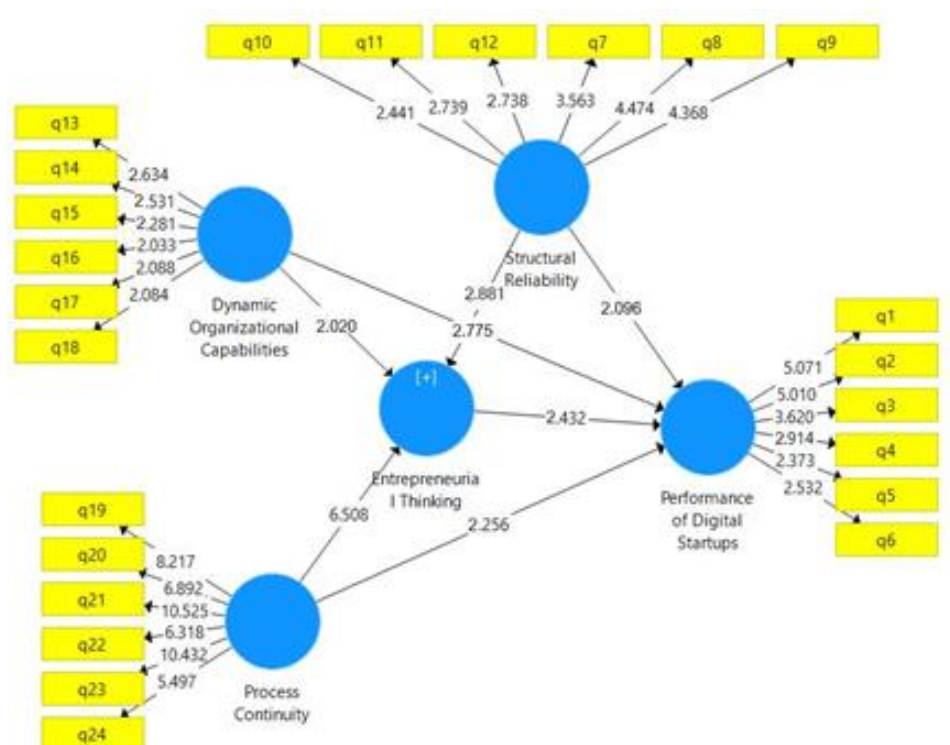 q10
q11
q12
q7
q8
q9
2.441
2.739
2.738
3.563
4.474
4.368
q13
q14
q15
q16
q17
q18
2.634
2.531
2.281
2.033
2.088
2.084
Dynamic
Organizational
Capabilities
Structural
Reliability
2.020
2.881
2.775
2.096
[+]
Entrepreneuria
l Thinking
2.432
q1
q2
q3
q4
q5
q6
5.071
5.010
3.620
2.914
2.373
2.532
Performance
of Digital
Startups
6.508
2.256
q19
q20
q21
q22
q23
q24
8.217
6.892
10.525
6.318
10.432
5.497
Process
Continuity